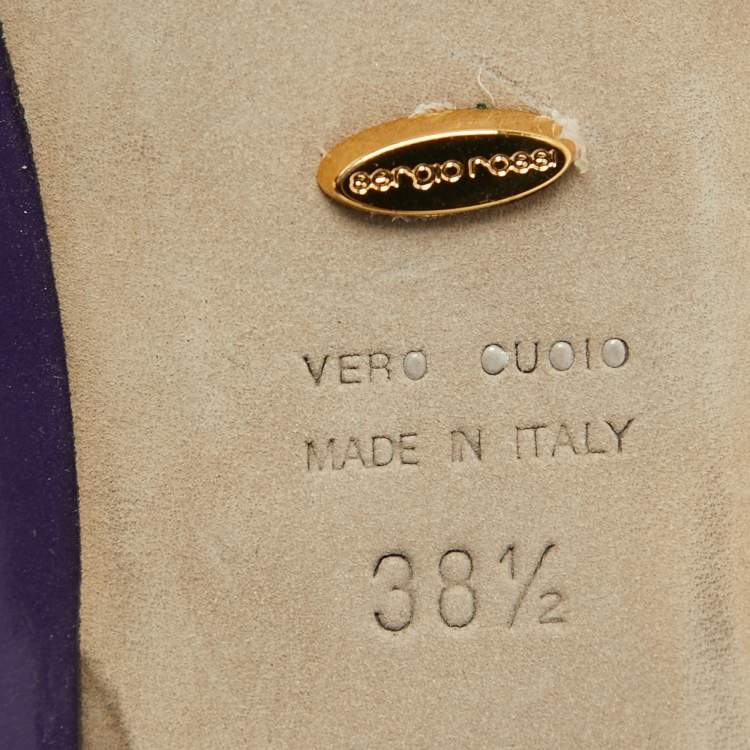 sergio rossi
VERO CUOIO
MADE IN ITALY
38½